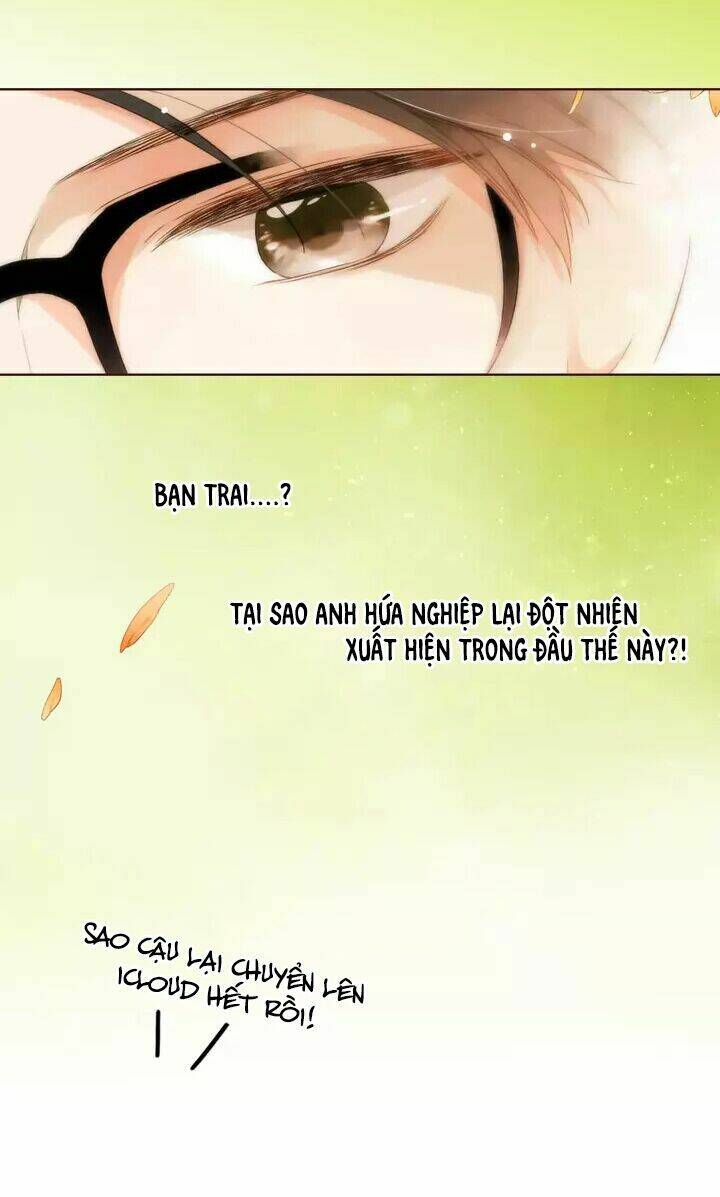 BẠN TRAI....?
TẠI SAO ANH HỨA NGHIỆP LẠI ĐỘT NHIÊN
XUẤT HIỆN TRONG ĐẦU THẾ NÀY?!
SAO CẬU LẠI CHUYỂN LÊN
ICLOUD HẾT RỒI!